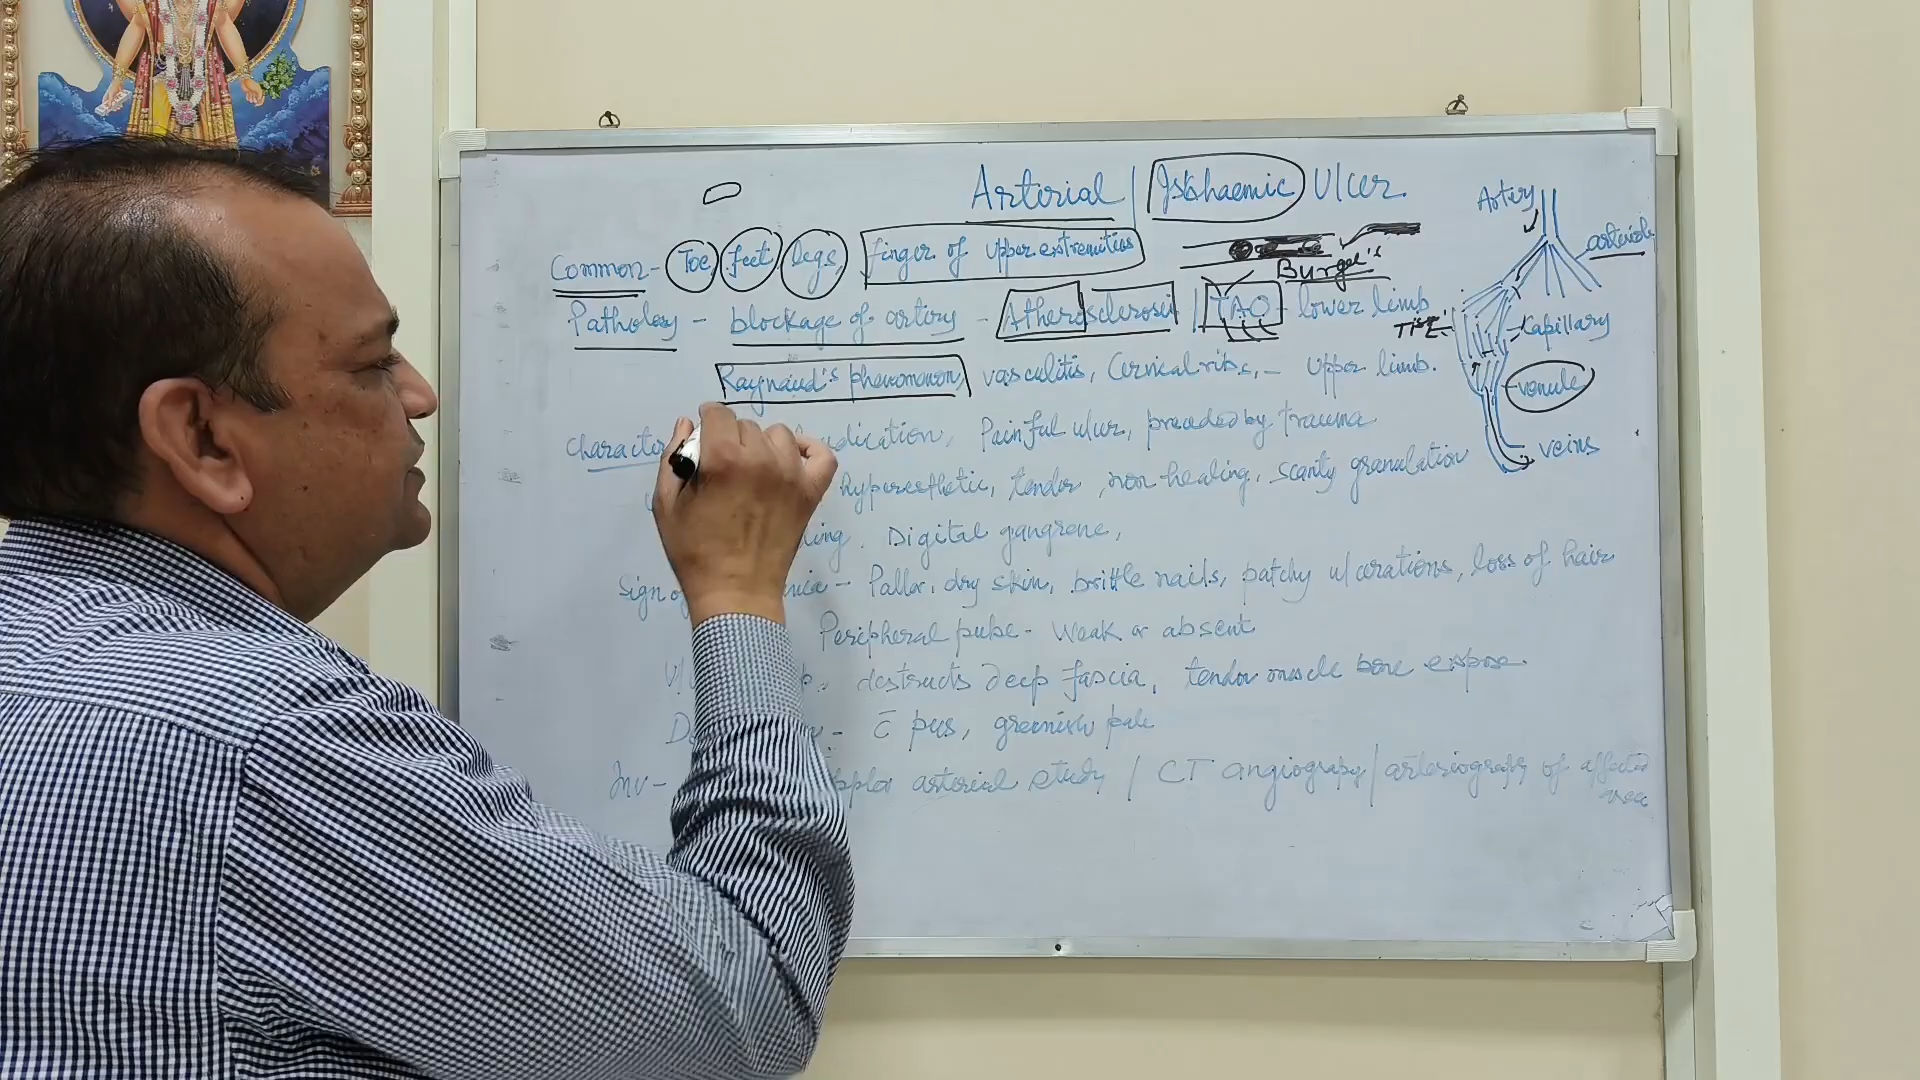 Arterial | Iskhaemic Ulcer
Common - Toe, feet, legs, finger of upper extremities
Burger's
Pathology - blockage of artery - Atherosclerosis | TAO - lower limb
Raynaud's phenomenon, vasculitis, Cervical ribs, - Upper limb.
Painful ulcer, preceded by trauma
hyperesthetic, tender, non healing, scanty granulation
Digital gangrene,
Sign of - Pallor, dry skin, brittle nails, patchy ulcerations, loss of hair
Peripheral pulse - Weak or absent
destructs deep fascia, tendon muscle bone expose
c̄ pus, greenish pale
Inv - arterial study / CT angiography / arteriography of affected area
Artery
arteriole
Capillary
venule
veins